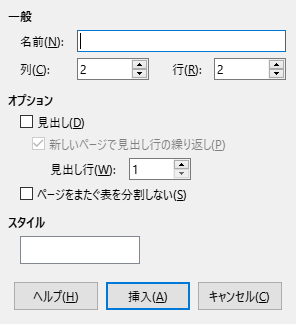 一般
名前(N):
列(C): 2 行(R): 2
オプション
見出し(D)
新しいページで見出し行の繰り返し(P)
見出し行(W): 1
ページをまたぐ表を分割しない(S)
スタイル
ヘルプ(H) 挿入(A) キャンセル(C)